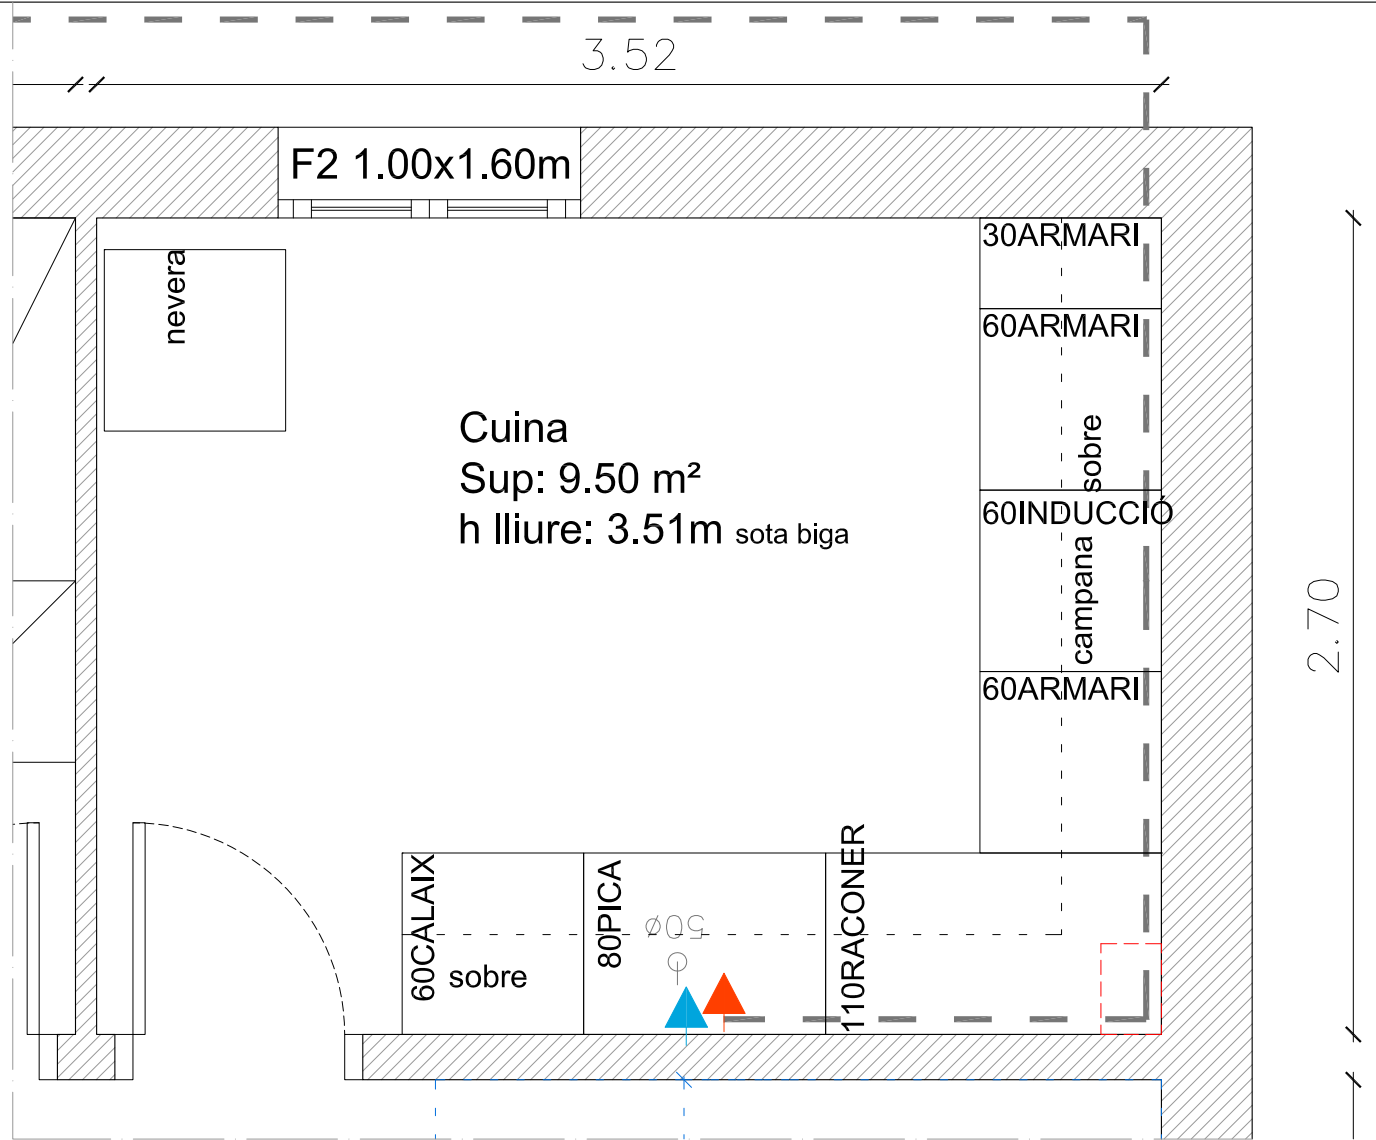 3.52
F2 1.00x1.60m
30ARMARI
nevera
60ARMARI
Cuina
Sup: 9.50 m²
h lliure: 3.51m sota biga
sobre
60INDUCCIÓ
campana
2.70
60ARMARI
60CALAIX
sobre
80PICA
50ø
110RACONER